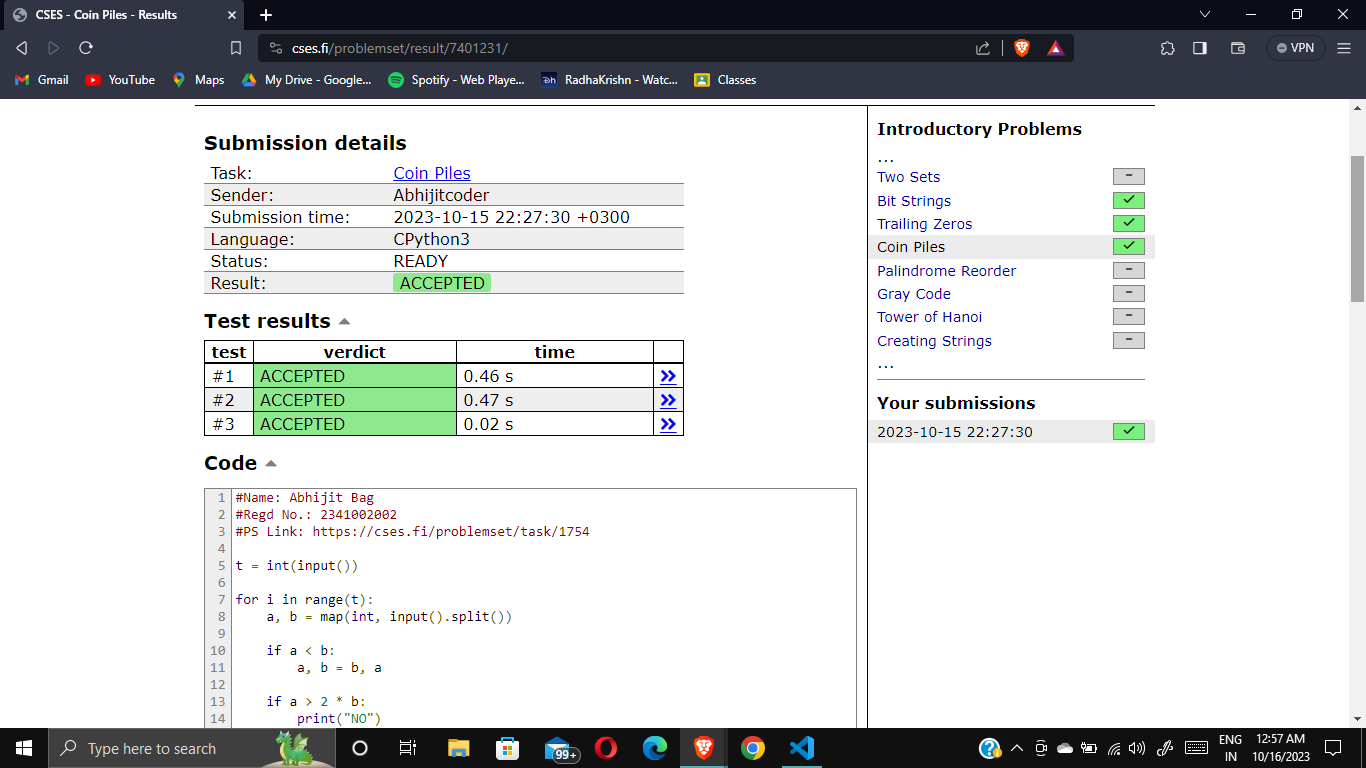 CSES - Coin Piles - Results
cses.fi/problemset/result/7401231/
VPN
Gmail
YouTube
Maps
My Drive - Google...
Spotify - Web Playe...
RadhaKrishn - Watc...
Classes
Submission details
Task: Coin Piles
Sender: Abhijitcoder
Submission time: 2023-10-15 22:27:30 +0300
Language: CPython3
Status: READY
Result: ACCEPTED
Test results
test verdict time
#1 ACCEPTED 0.46 s
#2 ACCEPTED 0.47 s
#3 ACCEPTED 0.02 s
Code
1 #Name: Abhijit Bag
2 #Regd No.: 2341002002
3 #PS Link: https://cses.fi/problemset/task/1754
4
5 t = int(input())
6
7 for i in range(t):
8     a, b = map(int, input().split())
9
10     if a < b:
11         a, b = b, a
12
13     if a > 2 * b:
14         print("NO")
Introductory Problems
...
Two Sets
Bit Strings
Trailing Zeros
Coin Piles
Palindrome Reorder
Gray Code
Tower of Hanoi
Creating Strings
...
Your submissions
2023-10-15 22:27:30
Type here to search
99+
ENG
IN
12:57 AM
10/16/2023